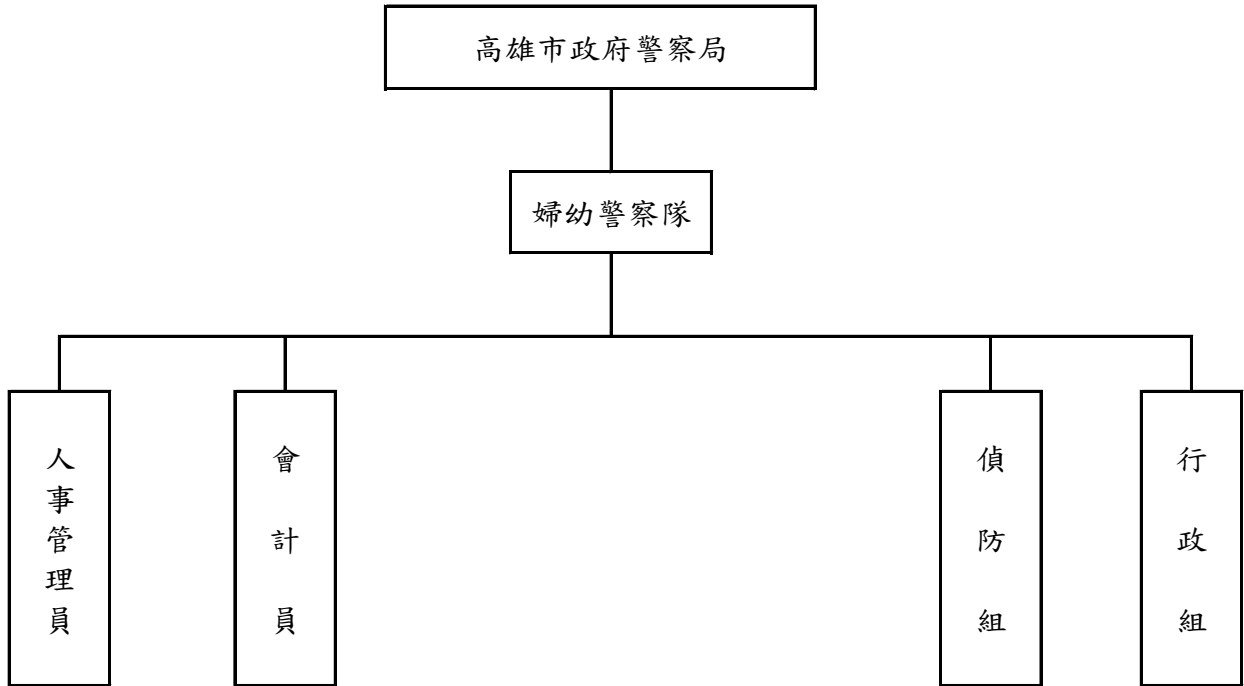 高雄市政府警察局
婦幼警察隊
人事管理員
會計員
偵防組
行政組